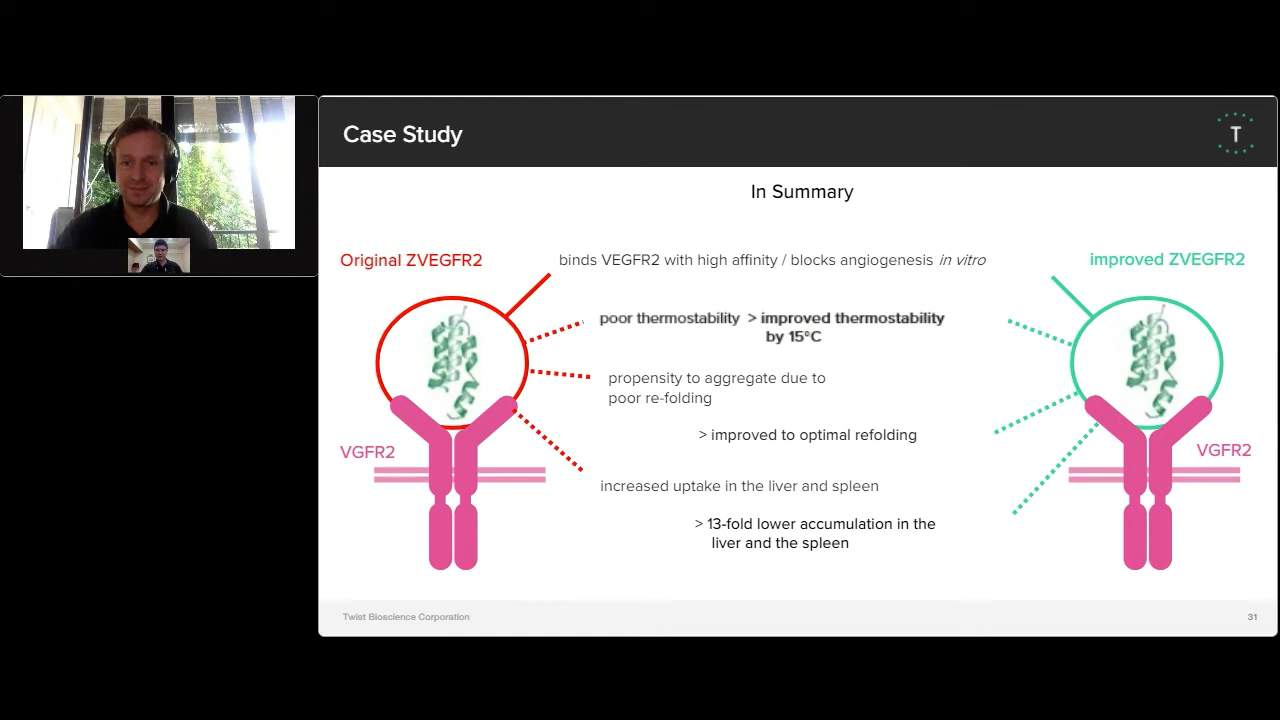 Case Study
T
In Summary
Original ZVEGFR2
binds VEGFR2 with high affinity / blocks angiogenesis in vitro
improved ZVEGFR2
poor thermostability > improved thermostability
by 15°C
propensity to aggregate due to
poor re-folding
> improved to optimal refolding
VGFR2
VGFR2
increased uptake in the liver and spleen
> 13-fold lower accumulation in the
liver and the spleen
Twist Bioscience Corporation
31